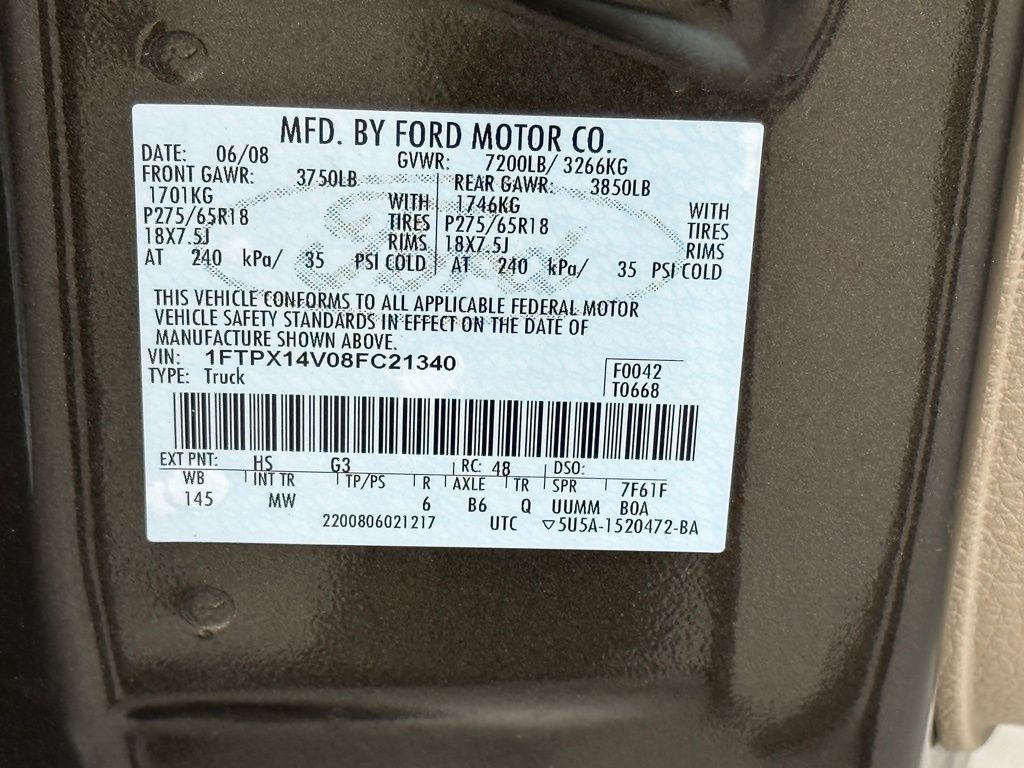 MFD. BY FORD MOTOR CO.
DATE: 06/08 GVWR: 7200LB/ 3266KG
FRONT GAWR: 3750LB REAR GAWR: 3850LB
1701KG WITH 1746KG WITH
P275/65R18 TIRES P275/65R18 TIRES
18X7.5J RIMS 18X7.5J RIMS
AT 240 kPa/ 35 PSI COLD AT 240 kPa/ 35 PSI COLD
Ford
THIS VEHICLE CONFORMS TO ALL APPLICABLE FEDERAL MOTOR
VEHICLE SAFETY STANDARDS IN EFFECT ON THE DATE OF
MANUFACTURE SHOWN ABOVE.
VIN: 1FTPX14V08FC21340
TYPE: Truck
F0042
T0668
EXT PNT: HS G3 RC: 48 DSO:
WB INT TR TP/PS R AXLE TR SPR 7F61F
145 MW 6 B6 Q UUMM BOA
2200806021217 UTC ▽5U5A-1520472-BA